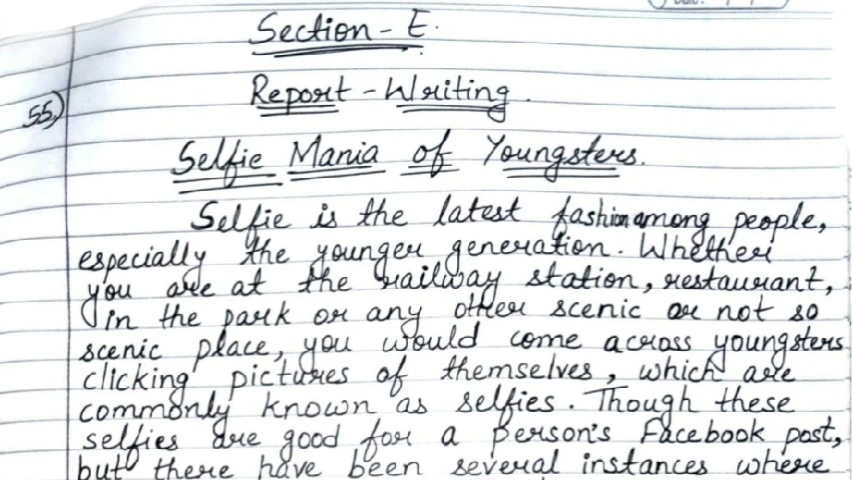 Date:
Section - E.
Report - Writing.
55)
Selfie Mania of Youngsters.
Selfie is the latest fashion among people,
especially the younger generation. Whether
you are at the railway station, restaurant,
in the park or any other scenic or not so
scenic place, you would come across youngsters
clicking pictures of themselves, which are
commonly known as selfies. Though these
selfies are good for a person's Facebook post,
but there have been several instances where